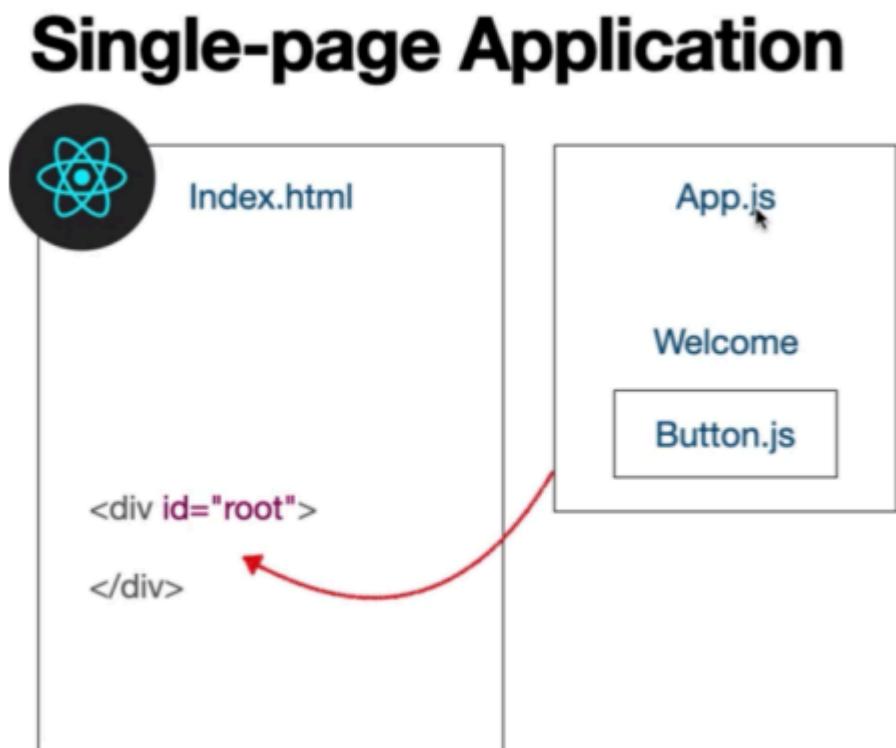 Single-page Application
Index.html
<div id="root">
</div>
App.js
Welcome
Button.js